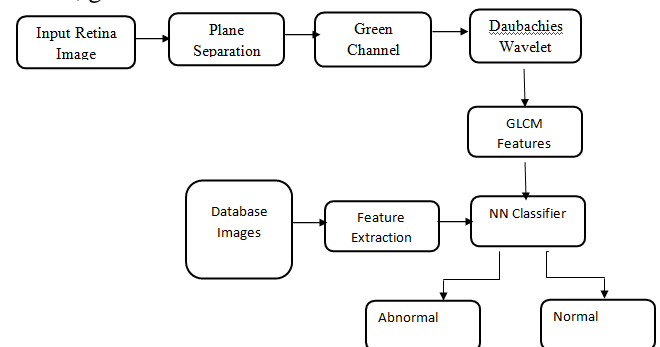 Input Retina
Image
Plane
Separation
Green
Channel
Daubachies
Wavelet
GLCM
Features
Database
Images
Feature
Extraction
NN Classifier
Abnormal
Normal